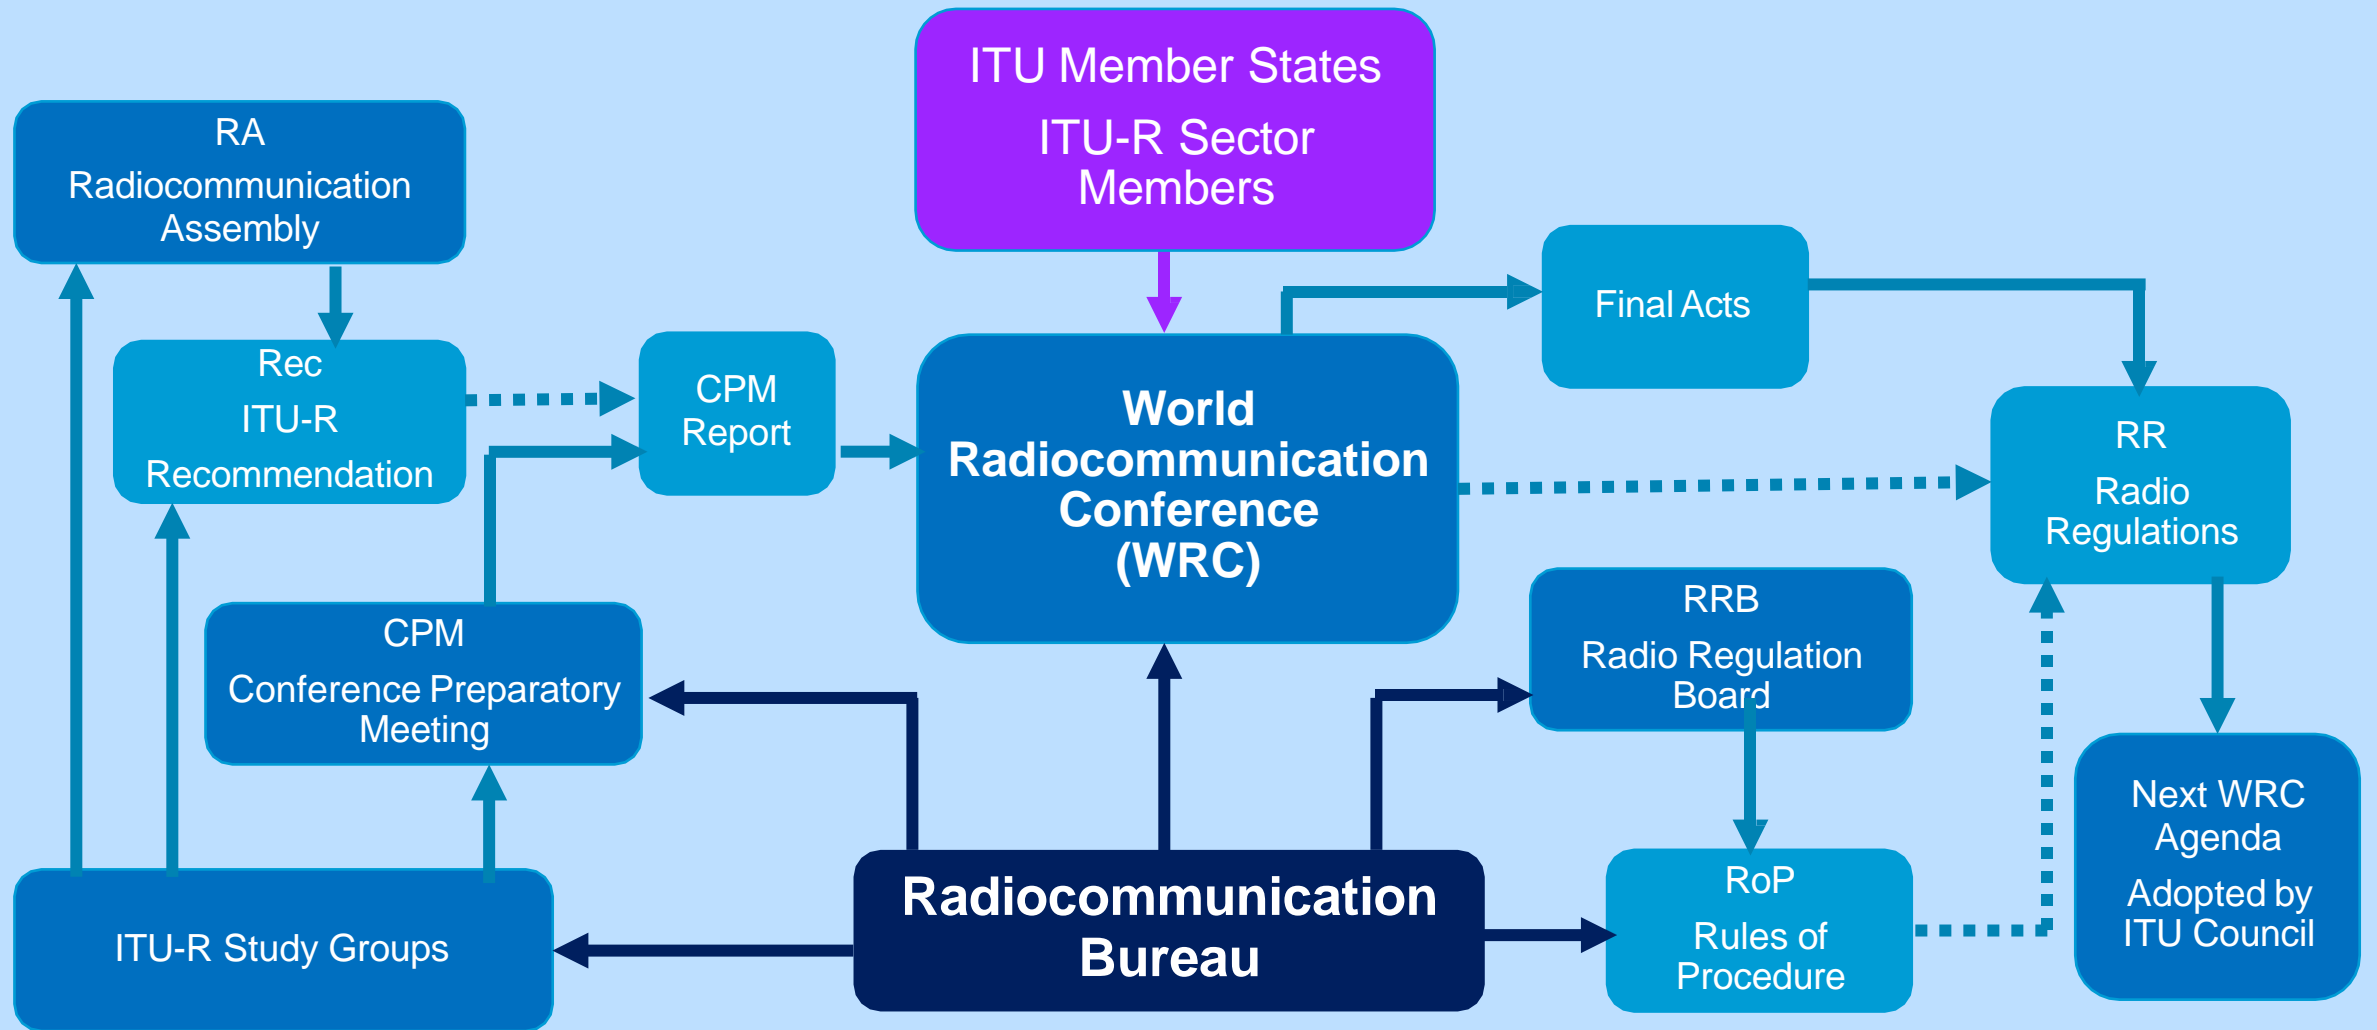 ITU Member States
ITU-R Sector
Members
RA
Radiocommunication
Assembly
Final Acts
Rec
ITU-R
Recommendation
CPM
Report
World
Radiocommunication
Conference
(WRC)
RR
Radio
Regulations
CPM
Conference Preparatory
Meeting
RRB
Radio Regulation
Board
ITU-R Study Groups
Radiocommunication
Bureau
RoP
Rules of
Procedure
Next WRC
Agenda
Adopted by
ITU Council